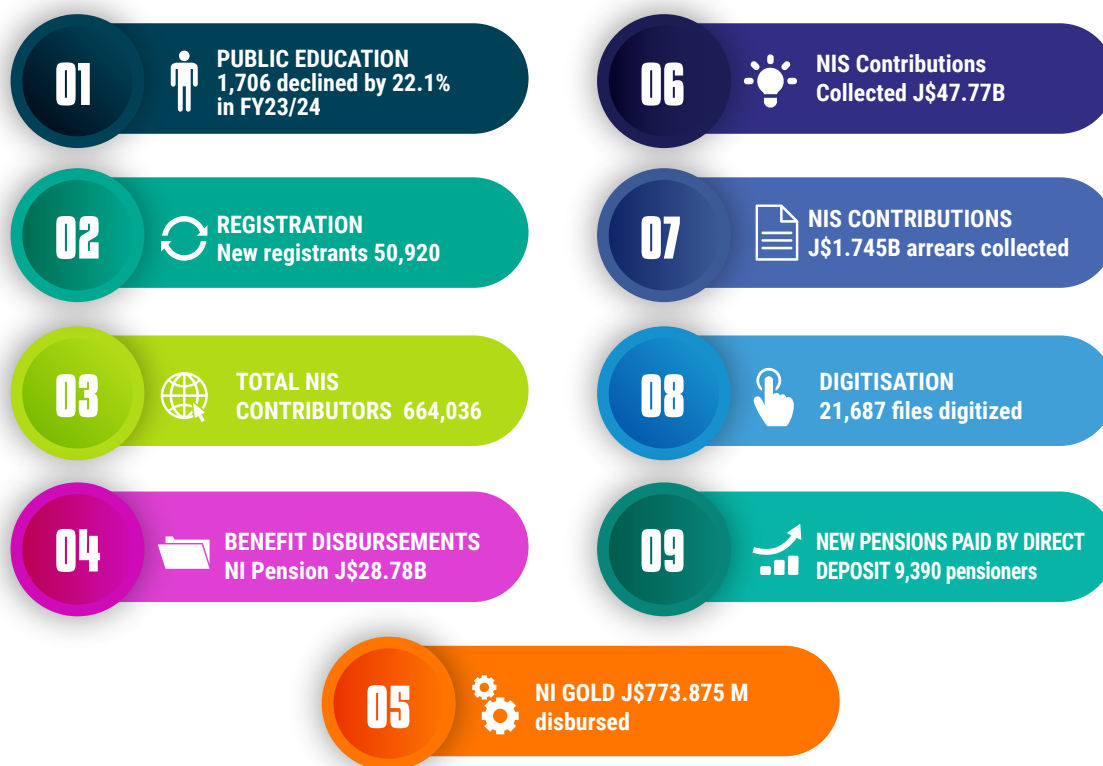 01
PUBLIC EDUCATION
1,706 declined by 22.1%
in FY23/24
02
REGISTRATION
New registrants 50,920
03
TOTAL NIS
CONTRIBUTORS 664,036
04
BENEFIT DISBURSEMENTS
NI Pension J$28.78B
05
NI GOLD J$773.875 M
disbursed
06
NIS Contributions
Collected J$47.77B
07
NIS CONTRIBUTIONS
J$1.745B arrears collected
08
DIGITISATION
21,687 files digitized
09
NEW PENSIONS PAID BY DIRECT
DEPOSIT 9,390 pensioners